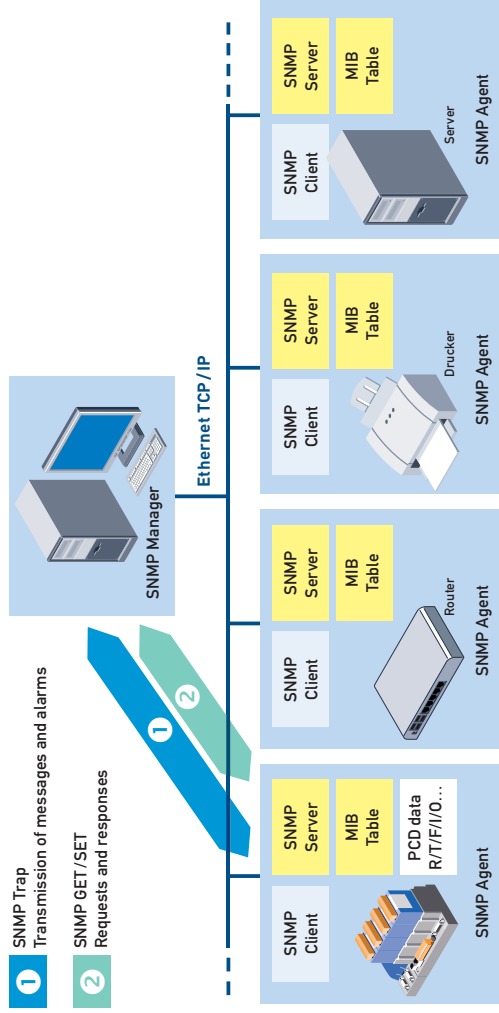 1
SNMP Trap
Transmission of messages and alarms
2
SNMP GET/SET
Requests and responses
SNMP Manager
1
2
Ethernet TCP/IP
SNMP
Client
SNMP
Server
MIB
Table
PCD data
R/T/F/I/O...
SNMP Agent
SNMP
Client
SNMP
Server
MIB
Table
Router
SNMP Agent
SNMP
Client
SNMP
Server
MIB
Table
Drucker
SNMP Agent
SNMP
Client
SNMP
Server
MIB
Table
Server
SNMP Agent